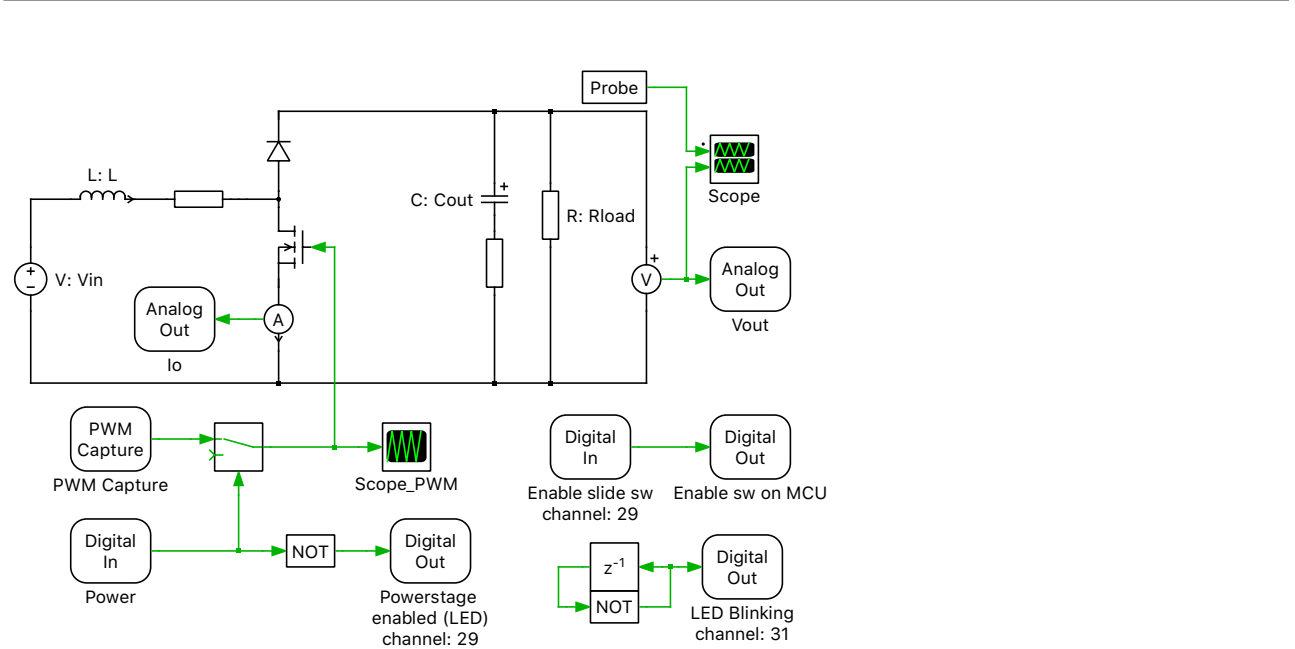 Probe
Scope
L: L
C: Cout
R: Rload
V: Vin
V
A
Analog
Out
Io
Analog
Out
Vout
PWM
Capture
PWM Capture
Scope_PWM
Digital
In
Enable slide sw
channel: 29
Digital
Out
Enable sw on MCU
Digital
In
Power
NOT
Digital
Out
Powerstage
enabled (LED)
channel: 29
z-1
NOT
Digital
Out
LED Blinking
channel: 31